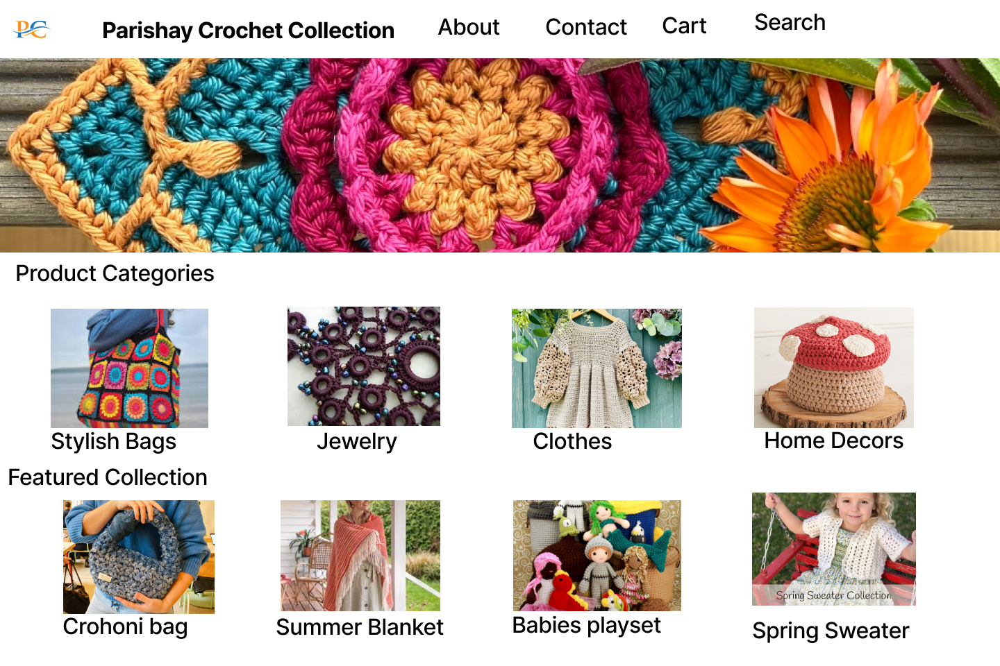 PC
Parishay Crochet Collection
About
Contact
Cart
Search
Product Categories
Stylish Bags
Jewelry
Clothes
Home Decors
Featured Collection
Spring Sweater Collection
Crohoni bag
Summer Blanket
Babies playset
Spring Sweater